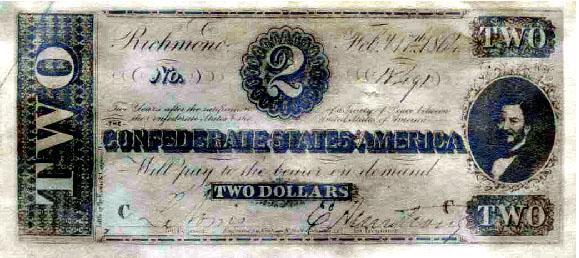 TWO
Richmond Feb. 17th 1864
2
TWO
No.
Two Years after the ratification of a Treaty of Peace between
the Confederate States & the United States of America
THE
CONFEDERATE STATES OF AMERICA
Will pay to the bearer on demand
TWO DOLLARS
C C
TWO